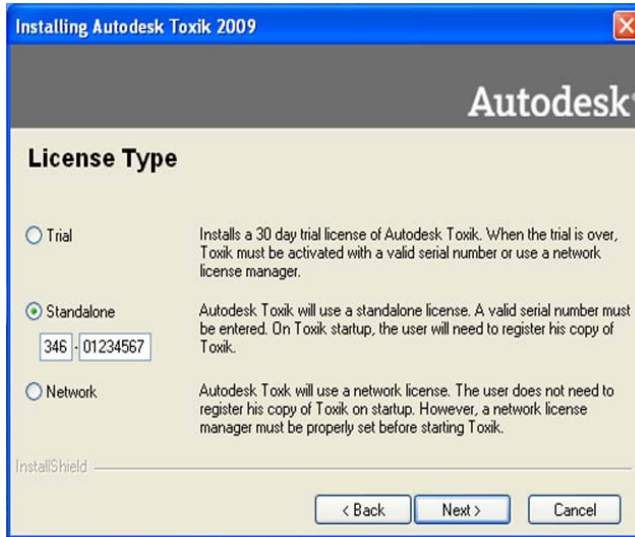 Installing Autodesk Toxik 2009
Autodesk
License Type
Trial
Installs a 30 day trial license of Autodesk Toxik. When the trial is over,
Toxik must be activated with a valid serial number or use a network
license manager.
Standalone
346 - 01234567
Autodesk Toxik will use a standalone license. A valid serial number must
be entered. On Toxik startup, the user will need to register his copy of
Toxik.
Network
Autodesk Toxk will use a network license. The user does not need to
register his copy of Toxik on startup. However, a network license
manager must be properly set before starting Toxik.
InstallShield
< Back Next > Cancel